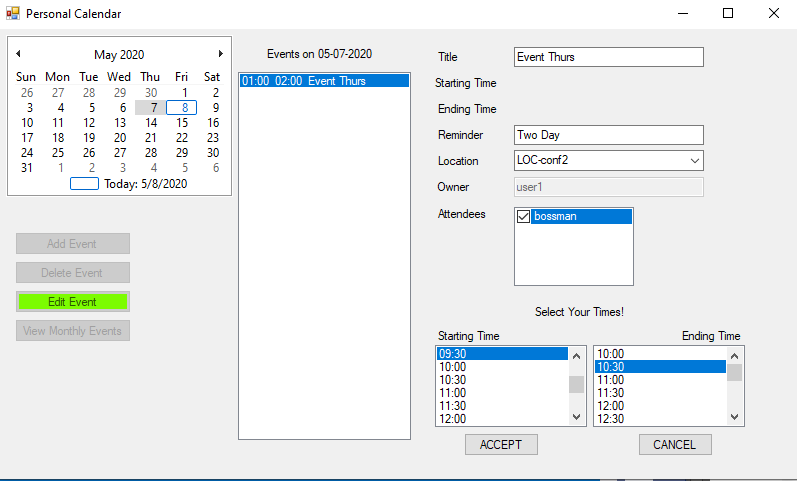 Personal Calendar
May 2020
Sun Mon Tue Wed Thu Fri Sat
26 27 28 29 30 1 2
3 4 5 6 7 8 9
10 11 12 13 14 15 16
17 18 19 20 21 22 23
24 25 26 27 28 29 30
31 1 2 3 4 5 6
Today: 5/8/2020
Add Event
Delete Event
Edit Event
View Monthly Events
Events on 05-07-2020
01:00 02:00 Event Thurs
Title Event Thurs
Starting Time
Ending Time
Reminder Two Day
Location LOC-conf2
Owner user1
Attendees bossman
Select Your Times!
Starting Time Ending Time
09:30 10:00
10:00 10:30
10:30 11:00
11:00 11:30
11:30 12:00
12:00 12:30
ACCEPT CANCEL